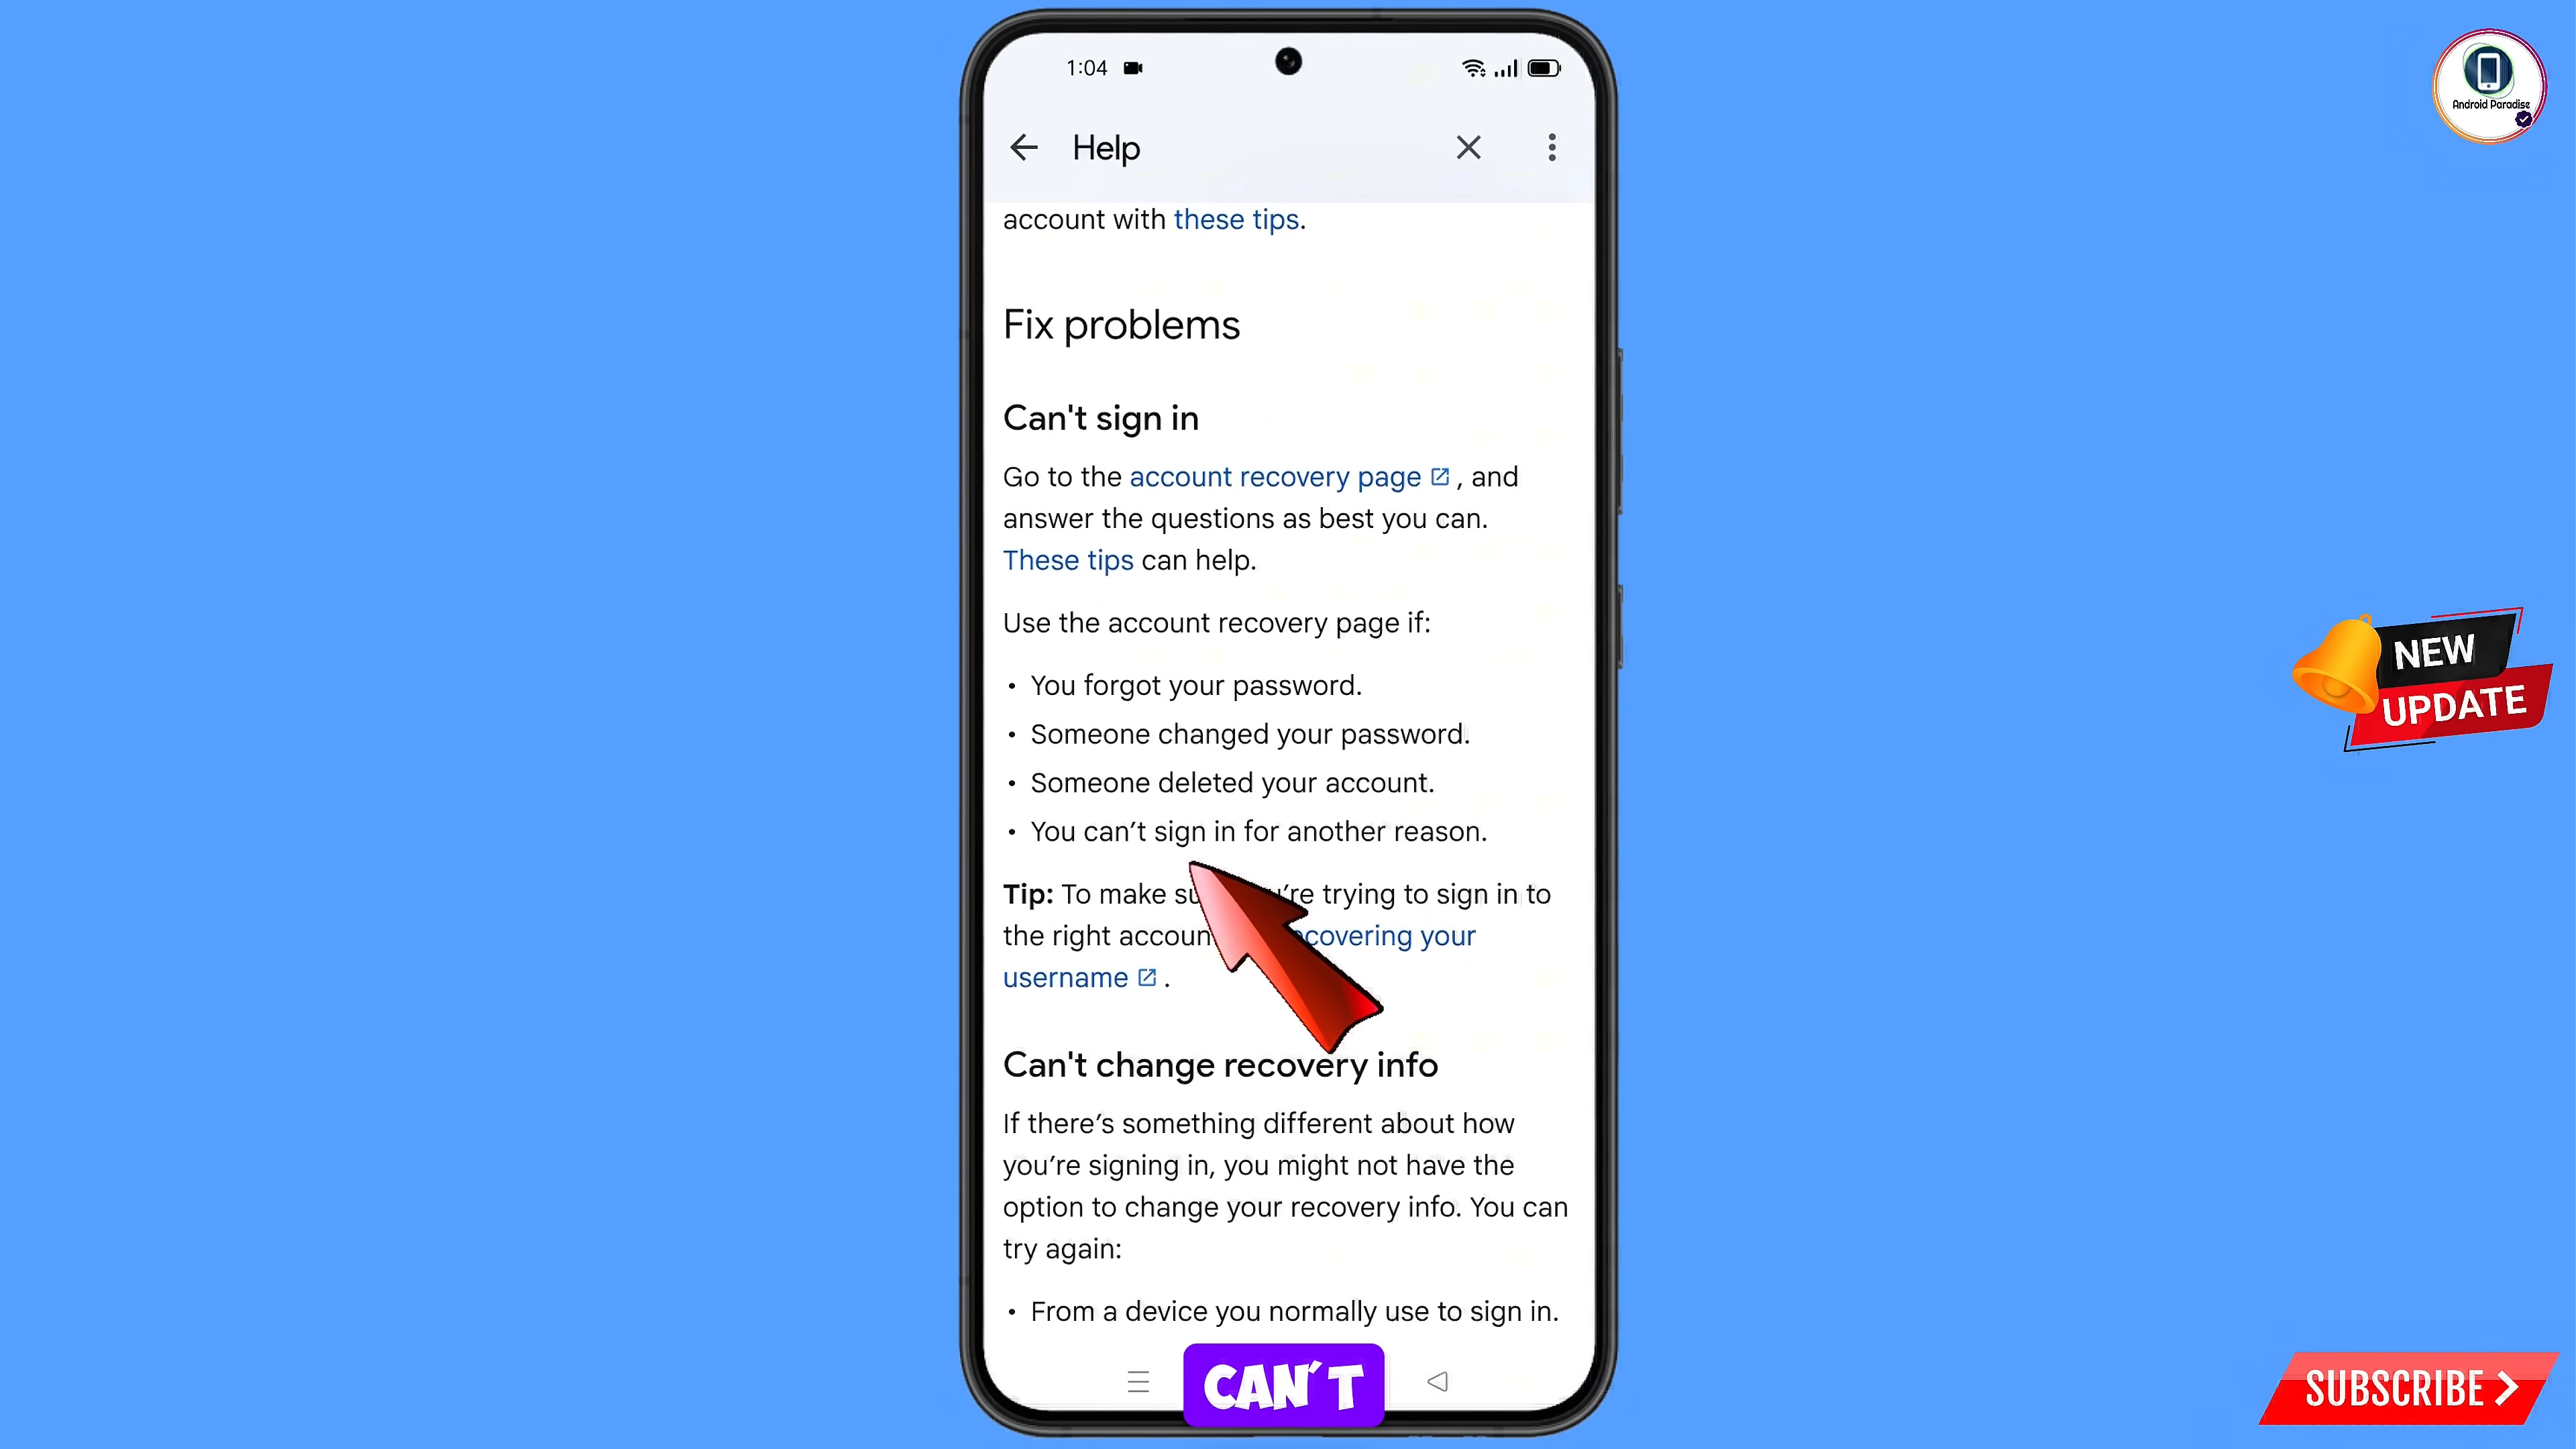 1:04
Android Paradise
Help
account with these tips.
Fix problems
Can't sign in
Go to the account recovery page , and
answer the questions as best you can.
These tips can help.
Use the account recovery page if:
• You forgot your password.
• Someone changed your password.
• Someone deleted your account.
• You can’t sign in for another reason.
Tip: To make ’re trying to sign in to
the right your
username .
Can't change recovery info
If there’s something different about how
you’re signing in, you might not have the
option to change your recovery info. You can
try again:
• From a device you normally use to sign in.
CAN'T
NEW
UPDATE
SUBSCRIBE